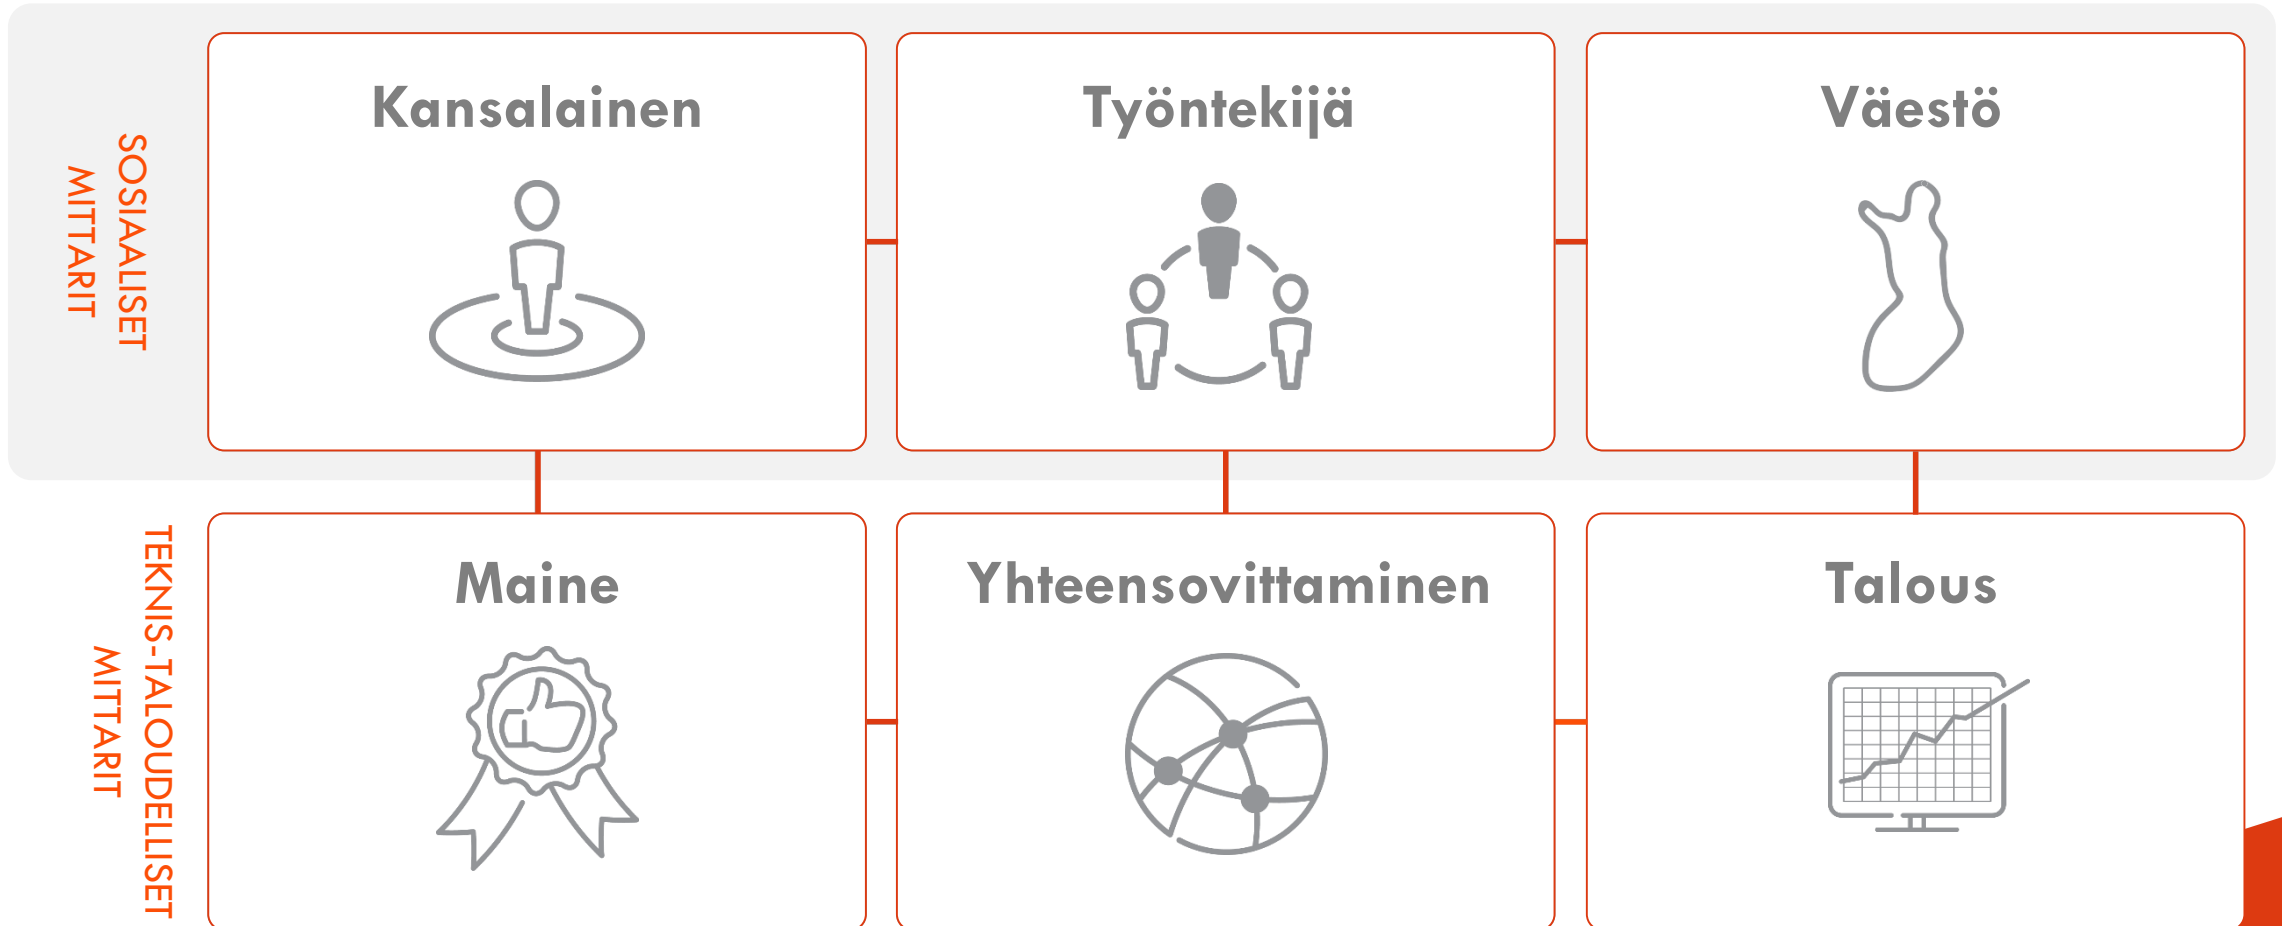 SOSIAALISET
MITTARIT
Kansalainen
Työntekijä
Väestö
TEKNIS-TALOUDELLISET
MITTARIT
Maine
Yhteensovittaminen
Talous